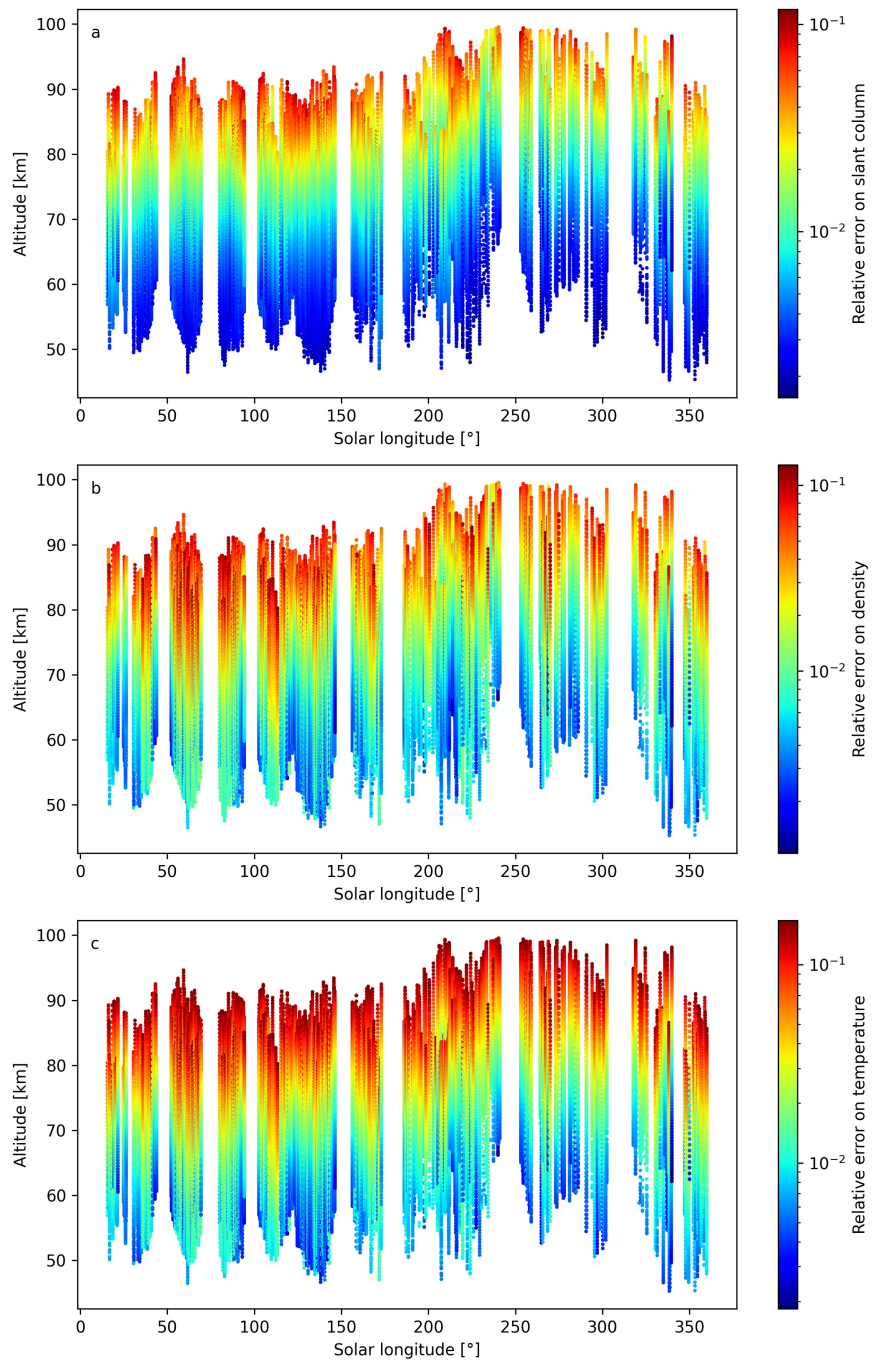 a
100
90
80
70
60
50
Altitude [km]
0 50 100 150 200 250 300 350
Solar longitude [°]
10⁻¹
10⁻²
Relative error on slant column
b
100
90
80
70
60
50
Altitude [km]
0 50 100 150 200 250 300 350
Solar longitude [°]
10⁻¹
10⁻²
Relative error on density
c
100
90
80
70
60
50
Altitude [km]
0 50 100 150 200 250 300 350
Solar longitude [°]
10⁻¹
10⁻²
Relative error on temperature